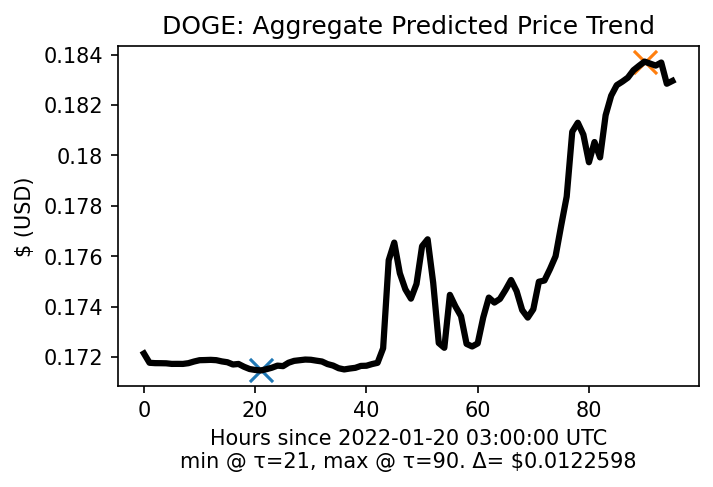 DOGE: Aggregate Predicted Price Trend
0.184
0.182
0.18
0.178
0.176
0.174
0.172
$ (USD)
0 20 40 60 80
Hours since 2022-01-20 03:00:00 UTC
min @ τ=21, max @ τ=90. Δ= $0.0122598